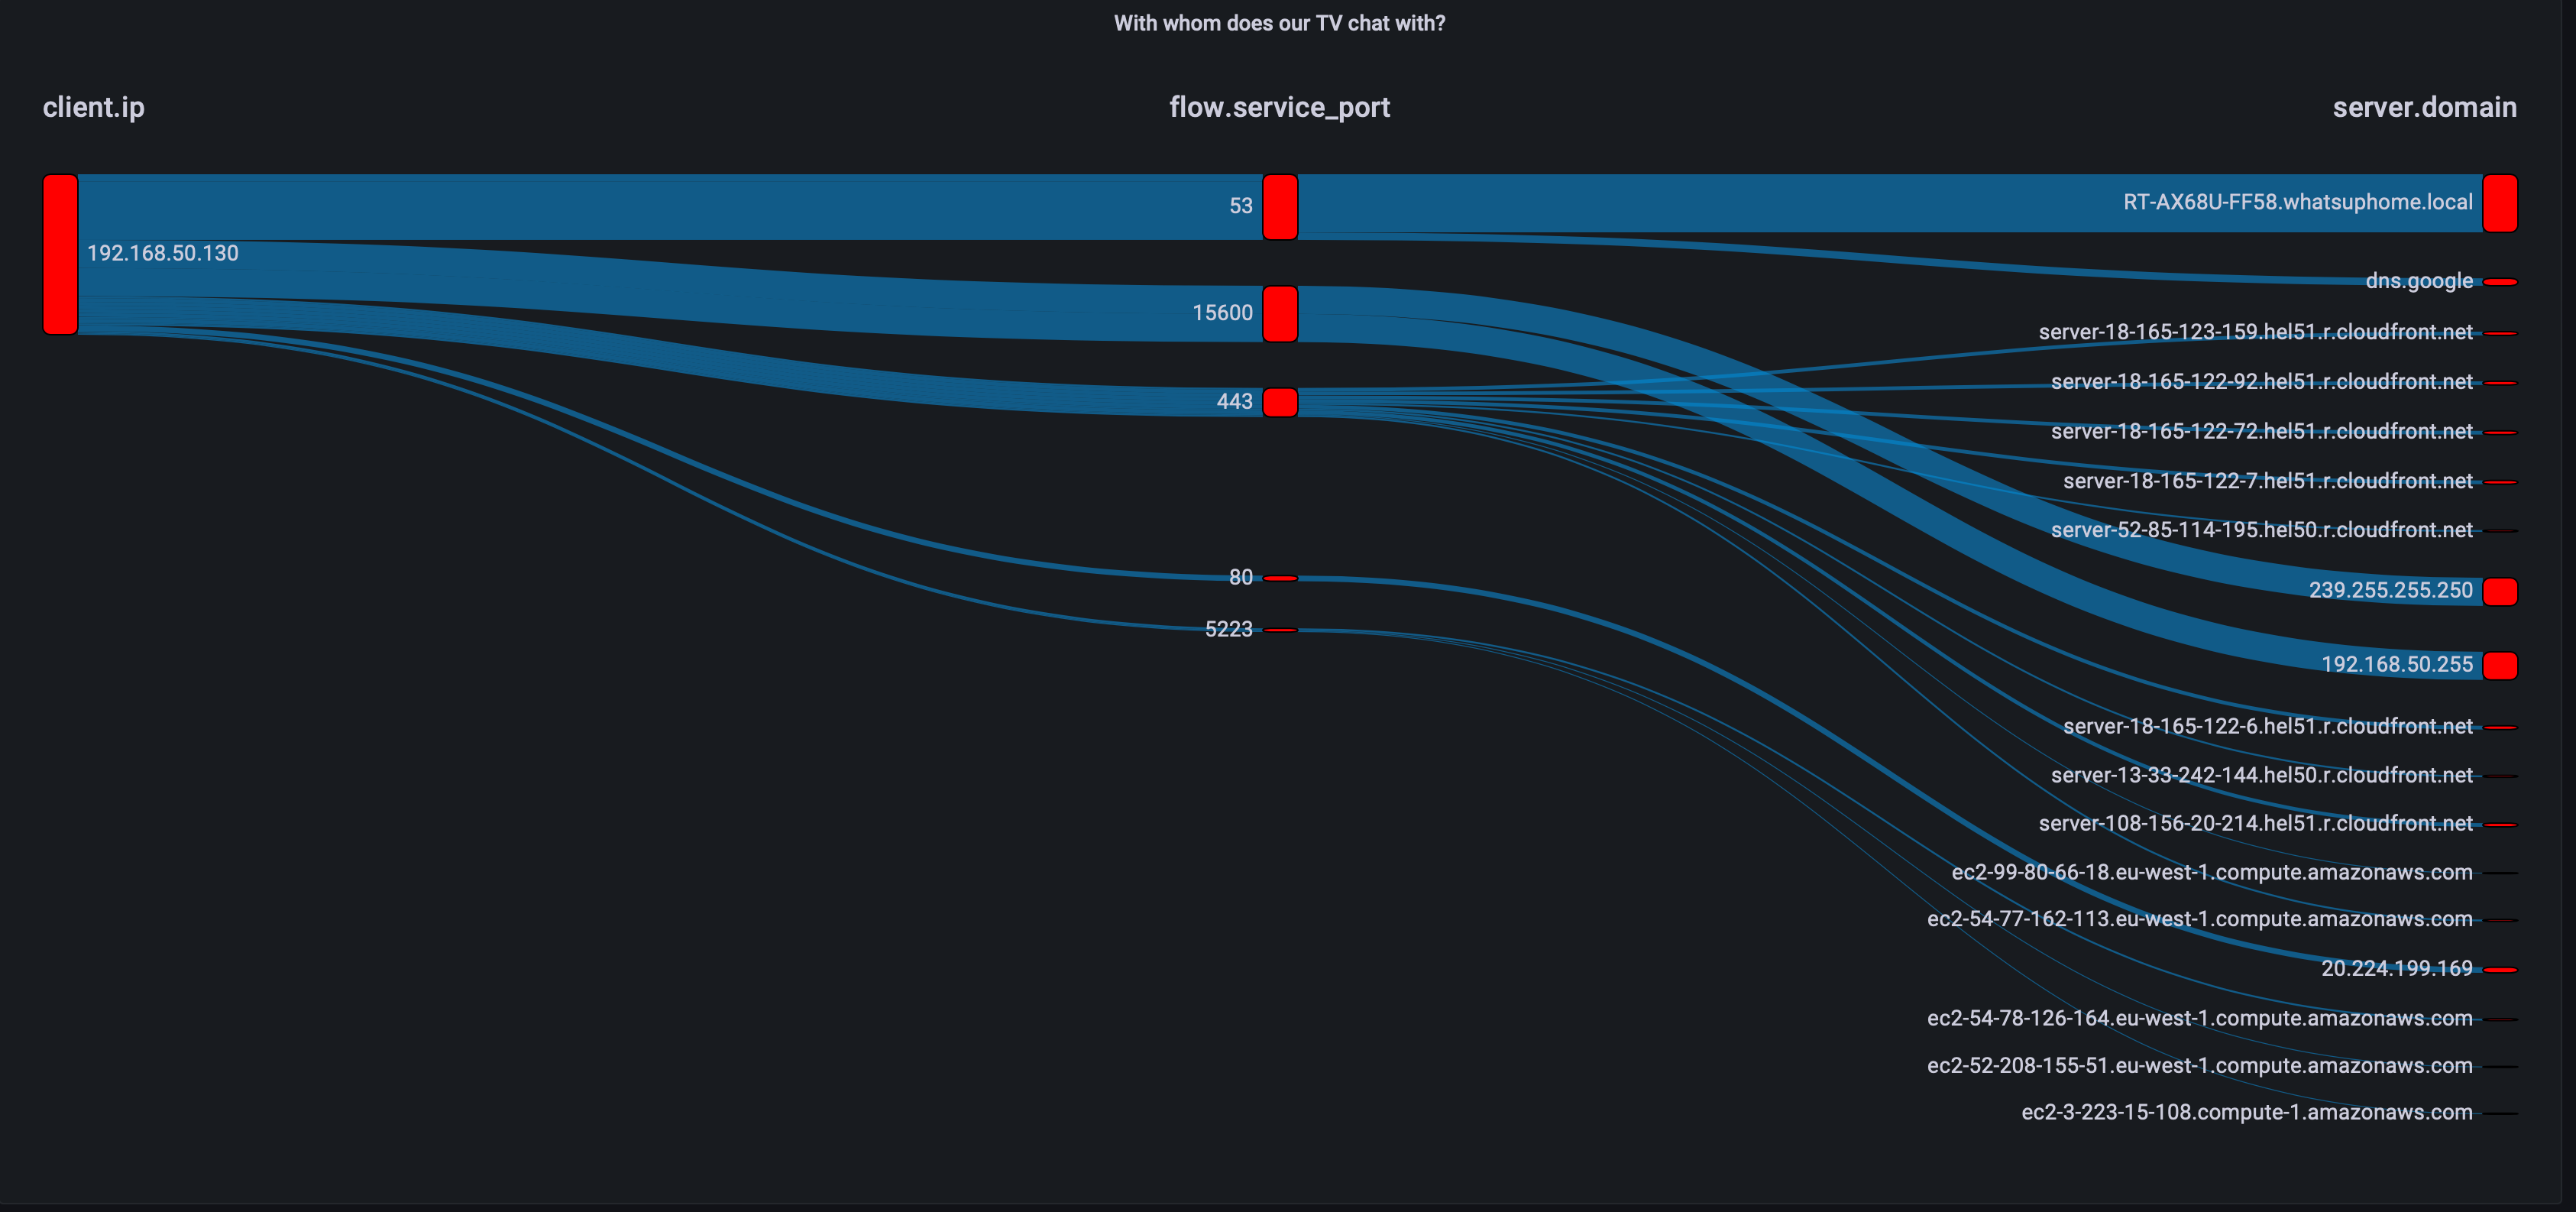 With whom does our TV chat with?
client.ip
flow.service_port
server.domain
192.168.50.130
53
15600
443
80
5223
RT-AX68U-FF58.whatsuphome.local
dns.google
server-18-165-123-159.hel51.r.cloudfront.net
server-18-165-122-92.hel51.r.cloudfront.net
server-18-165-122-72.hel51.r.cloudfront.net
server-18-165-122-7.hel51.r.cloudfront.net
server-52-85-114-195.hel50.r.cloudfront.net
239.255.255.250
192.168.50.255
server-18-165-122-6.hel51.r.cloudfront.net
server-13-33-242-144.hel50.r.cloudfront.net
server-108-156-20-214.hel51.r.cloudfront.net
ec2-99-80-66-18.eu-west-1.compute.amazonaws.com
ec2-54-77-162-113.eu-west-1.compute.amazonaws.com
20.224.199.169
ec2-54-78-126-164.eu-west-1.compute.amazonaws.com
ec2-52-208-155-51.eu-west-1.compute.amazonaws.com
ec2-3-223-15-108.compute-1.amazonaws.com